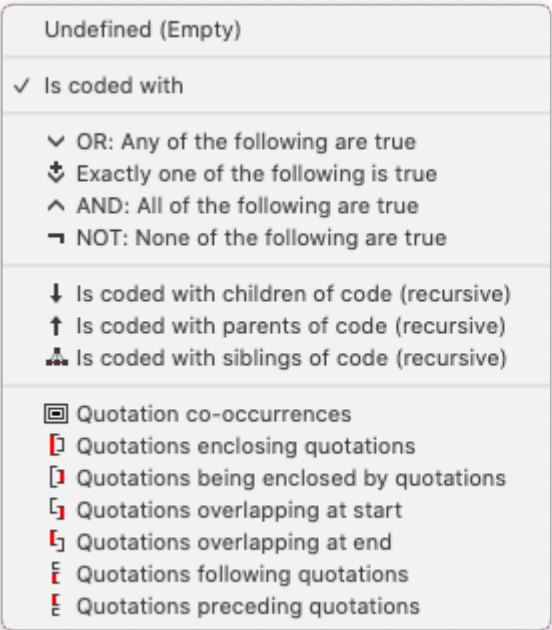 Undefined (Empty)
✓ Is coded with
OR: Any of the following are true
Exactly one of the following is true
AND: All of the following are true
NOT: None of the following are true
Is coded with children of code (recursive)
Is coded with parents of code (recursive)
Is coded with siblings of code (recursive)
Quotation co-occurrences
Quotations enclosing quotations
Quotations being enclosed by quotations
Quotations overlapping at start
Quotations overlapping at end
Quotations following quotations
Quotations preceding quotations